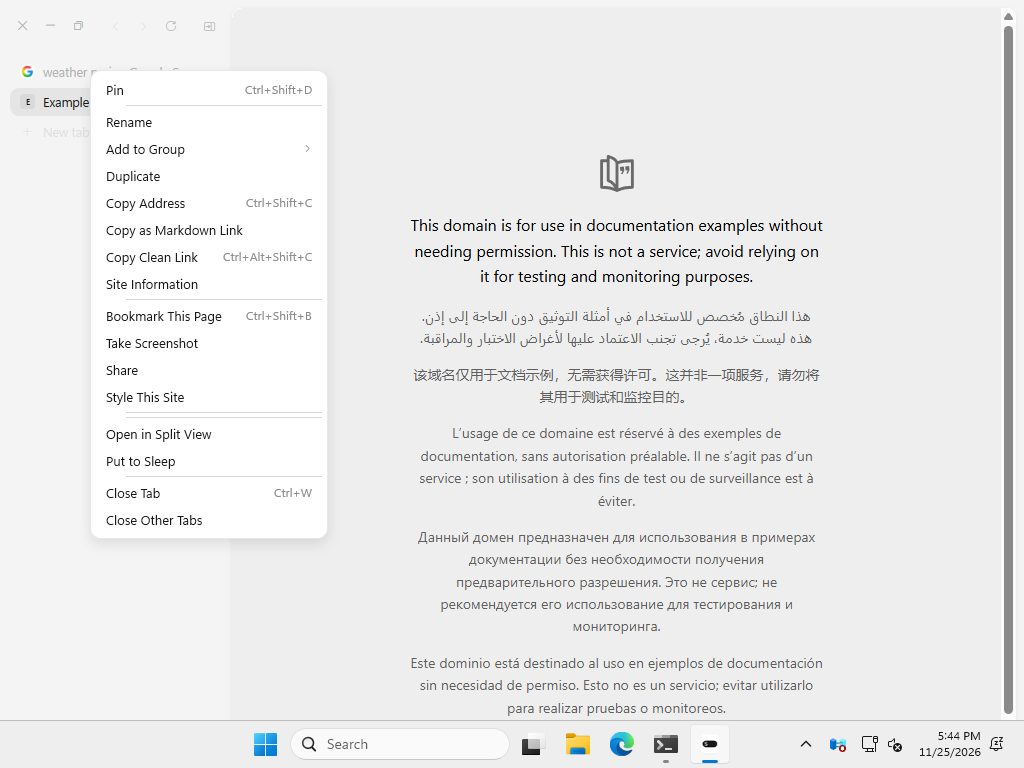 weather
E Example
New tab
Pin Ctrl+Shift+D
Rename
Add to Group
Duplicate
Copy Address Ctrl+Shift+C
Copy as Markdown Link
Copy Clean Link Ctrl+Alt+Shift+C
Site Information
Bookmark This Page Ctrl+Shift+B
Take Screenshot
Share
Style This Site
Open in Split View
Put to Sleep
Close Tab Ctrl+W
Close Other Tabs
This domain is for use in documentation examples without
needing permission. This is not a service; avoid relying on
it for testing and monitoring purposes.
هذا النطاق مُخصص للاستخدام في أمثلة التوثيق دون الحاجة إلى إذن.
هذه ليست خدمة، يُرجى تجنب الاعتماد عليها لأغراض الاختبار والمراقبة.
该域名仅用于文档示例，无需获得许可。这并非一项服务，请勿将
其用于测试和监控目的。
L’usage de ce domaine est réservé à des exemples de
documentation, sans autorisation préalable. Il ne s’agit pas d’un
service ; son utilisation à des fins de test ou de surveillance est à
éviter.
Данный домен предназначен для использования в примерах
документации без необходимости получения
предварительного разрешения. Это не сервис; не
рекомендуется его использование для тестирования и
мониторинга.
Este dominio está destinado al uso en ejemplos de documentación
sin necesidad de permiso. Esto no es un servicio; evitar utilizarlo
para realizar pruebas o monitoreos.
Search
5:44 PM
11/25/2026